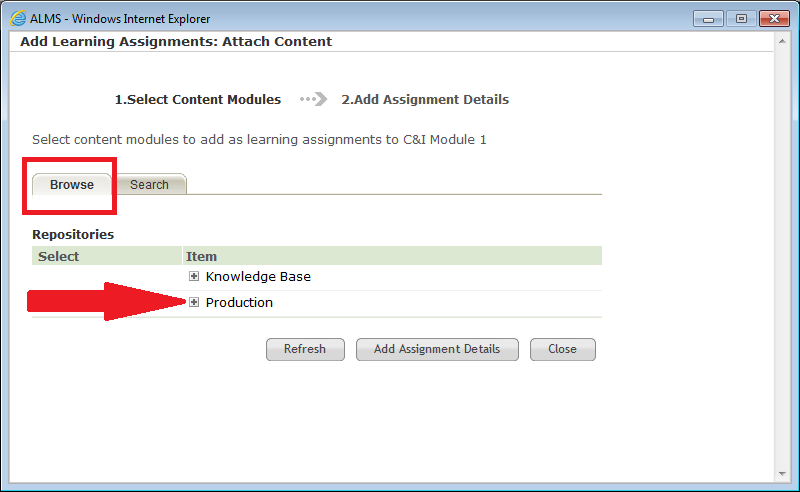 ALMS - Windows Internet Explorer
Add Learning Assignments: Attach Content
1.Select Content Modules 2.Add Assignment Details
Select content modules to add as learning assignments to C&I Module 1
Browse Search
Repositories
Select Item
Knowledge Base
Production
Refresh Add Assignment Details Close